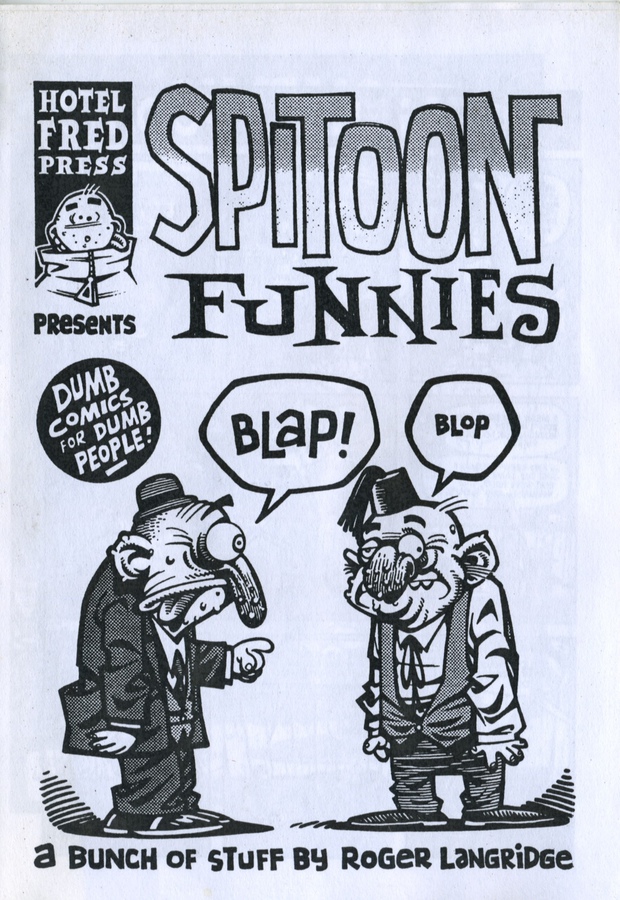 HOTEL
FRED
PRESS
PRESENTS
SPiTOON
FUNNiES
DUMB
COMICS
FOR DUMB
PEOPLE!
BLaP!
BLOP
a BUNCH OF STUFF BY ROGER LaNGRiDGe